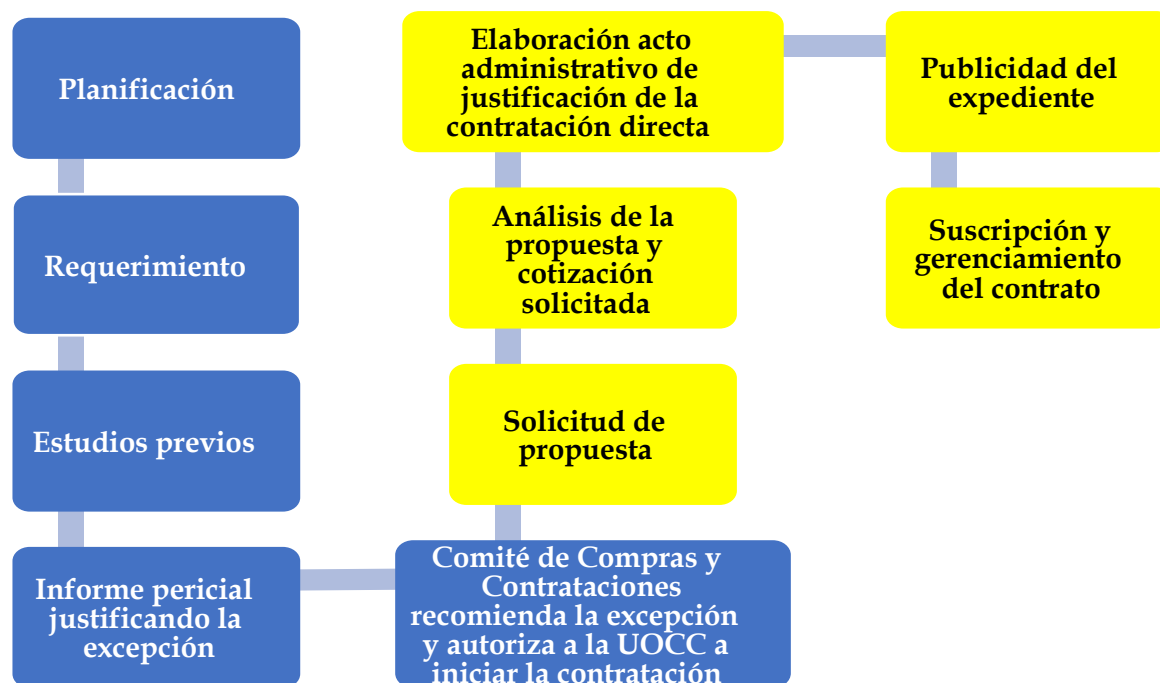 Planificación
Requerimiento
Estudios previos
Informe pericial
justificando la
excepción
Comité de Compras y
Contrataciones
recomienda la excepción
y autoriza a la UOCC a
iniciar la contratación
Solicitud de
propuesta
Análisis de la
propuesta y
cotización
solicitada
Elaboración acto
administrativo de
justificación de la
contratación directa
Publicidad del
expediente
Suscripción y
gerenciamiento
del contrato